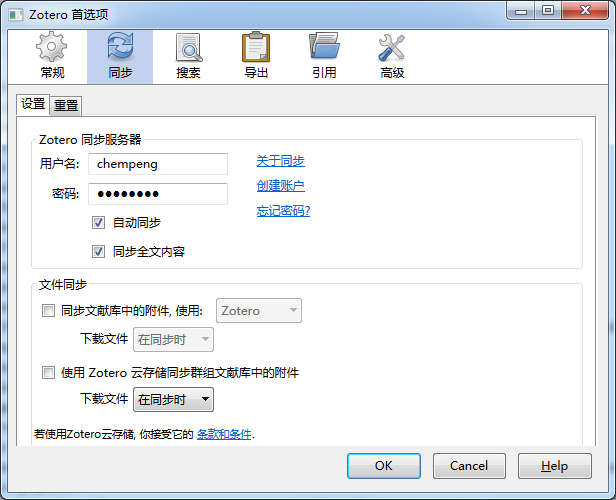 Zotero 首选项
常规 同步 搜索 导出 引用 高级
设置 重置
Zotero 同步服务器
用户名: chempeng 关于同步
密码: ●●●●●●●● 创建账户
忘记密码?
自动同步
同步全文内容
文件同步
同步文献库中的附件, 使用: Zotero
下载文件 在同步时
使用 Zotero 云存储同步群组文献库中的附件
下载文件 在同步时
若使用Zotero云存储, 你接受它的 条款和条件.
OK Cancel Help